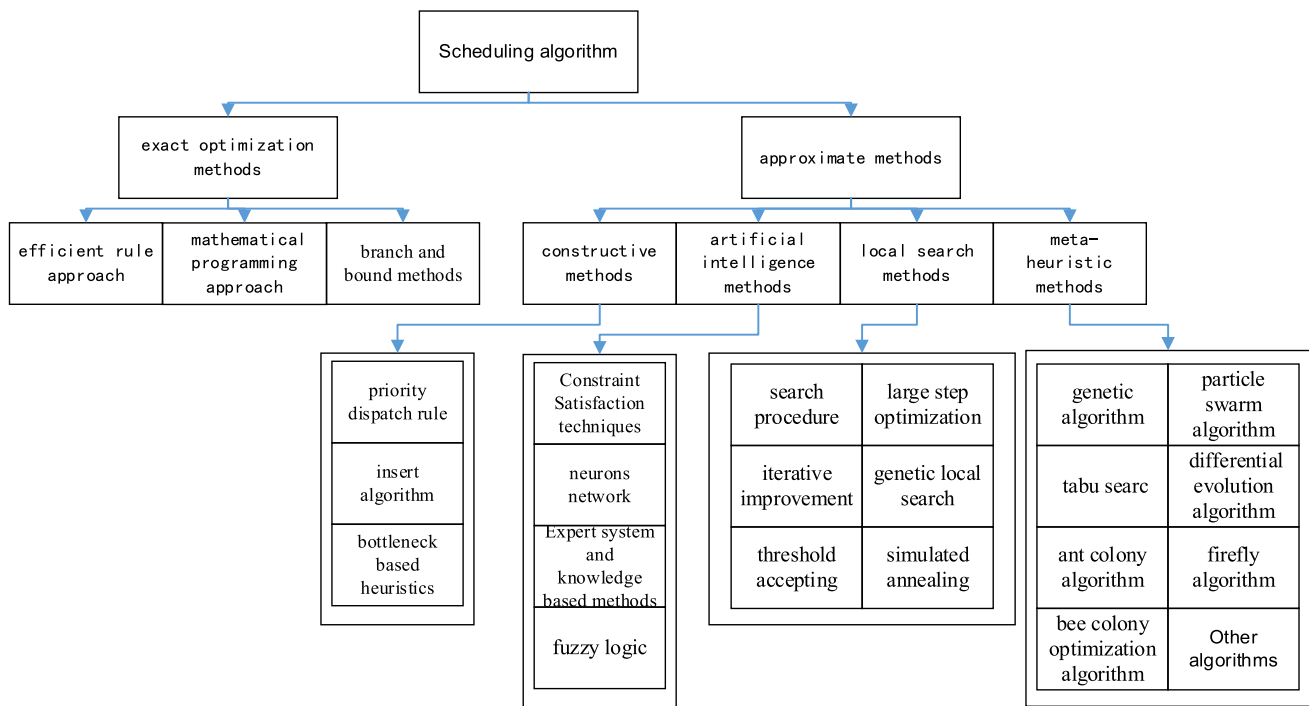 Scheduling algorithm
exact optimization
methods
approximate methods
efficient rule
approach
mathematical
programming
approach
branch and
bound methods
constructive
methods
artificial
intelligence
methods
local search
methods
meta-
heuristic
methods
priority
dispatch rule
insert
algorithm
bottleneck
based
heuristics
Constraint
Satisfaction
techniques
neurons
network
Expert system
and
knowledge
based methods
fuzzy logic
search
procedure
large step
optimization
iterative
improvement
genetic local
search
threshold
accepting
simulated
annealing
genetic
algorithm
particle
swarm
algorithm
tabu searc
differential
evolution
algorithm
ant colony
algorithm
firefly
algorithm
bee colony
optimization
algorithm
Other
algorithms